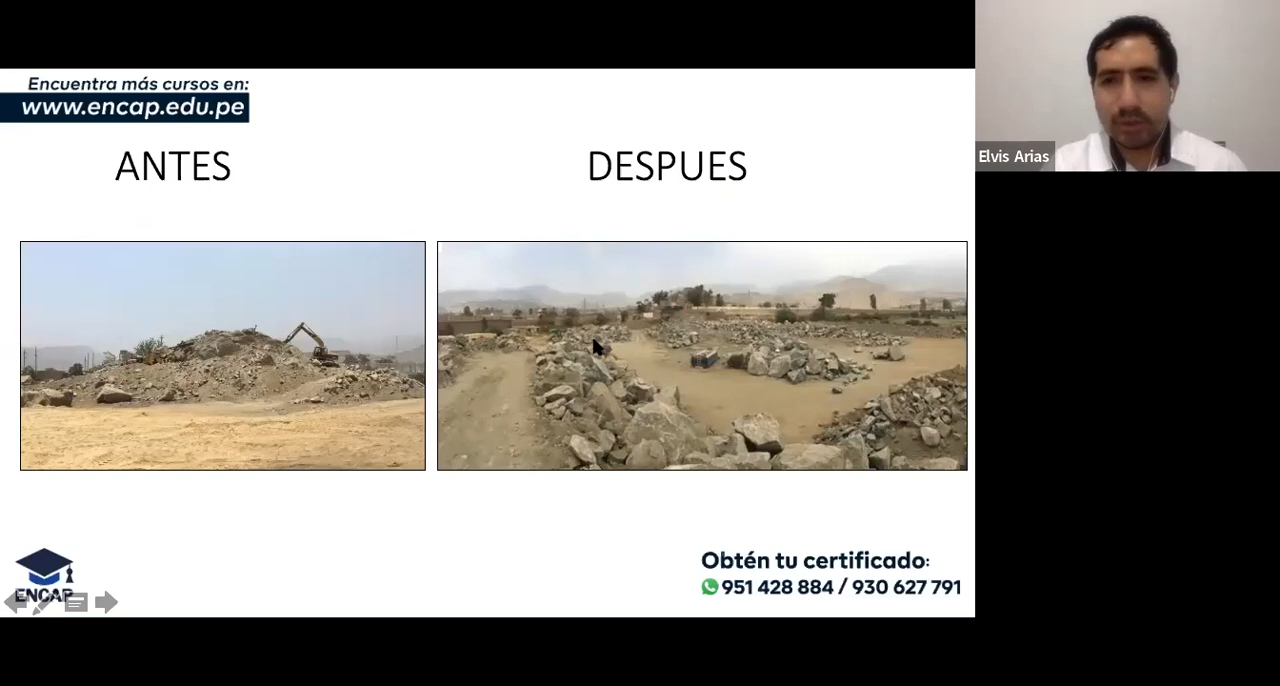 Encuentra más cursos en:
www.encap.edu.pe
ANTES
DESPUES
Elvis Arias
ENCAP
Obtén tu certificado:
951 428 884 / 930 627 791